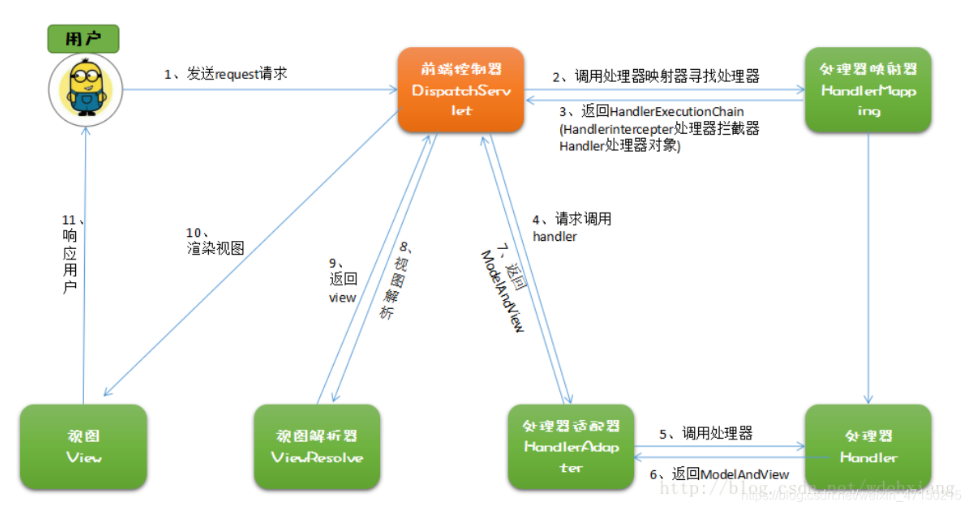 用户
1、发送request请求
前端控制器
DispatchServ
let
2、调用处理器映射器寻找处理器
处理器映射器
HandlerMapp
ing
3、返回HandlerExecutionChain
(Handlerintercepter处理器拦截器
Handler处理器对象)
11、
响
应
用
户
10、
渲染视图
9、
返回
view
8、视图解析
7、返回
ModelAndView
4、请求调用
handler
视图
View
视图解析器
ViewResolve
处理器适配器
HandlerAdap
ter
5、调用处理器
6、返回ModelAndView
处理器
Handler